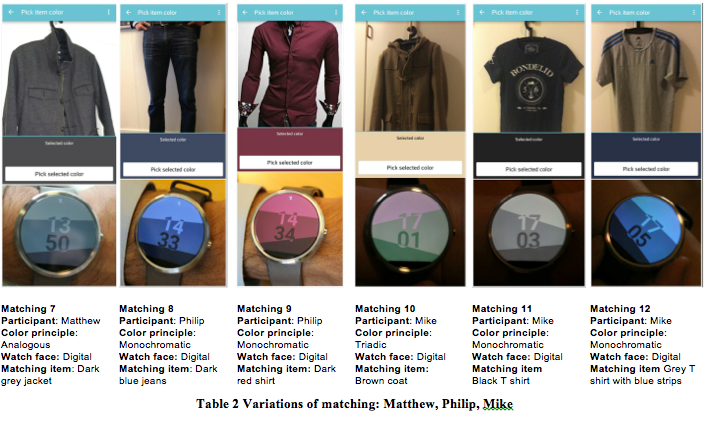 ← Pick item color
← Pick item color
← Pick item color
← Pick item color
← Pick item color
← Pick item color
BONDELID
56
adidas
Selected color
Selected color
Selected color
Selected color
Selected color
Selected color
Pick selected color
Pick selected color
Pick selected color
Pick selected color
Pick selected color
Pick selected color
13
50
14
33
14
34
17
01
17
03
17
05
Matching 7
Participant: Matthew
Color principle:
Analogous
Watch face: Digital
Matching item: Dark
grey jacket
Matching 8
Participant: Philip
Color principle:
Monochromatic
Watch face: Digital
Matching item: Dark
blue jeans
Matching 9
Participant: Philip
Color principle:
Monochromatic
Watch face: Digital
Matching item: Dark
red shirt
Matching 10
Participant: Mike
Color principle:
Triadic
Watch face: Digital
Matching item:
Brown coat
Matching 11
Participant: Mike
Color principle:
Monochromatic
Watch face: Digital
Matching item
Black T shirt
Matching 12
Participant: Mike
Color principle:
Monochromatic
Watch face: Digital
Matching item Grey T
shirt with blue strips
Table 2 Variations of matching: Matthew, Philip, Mike